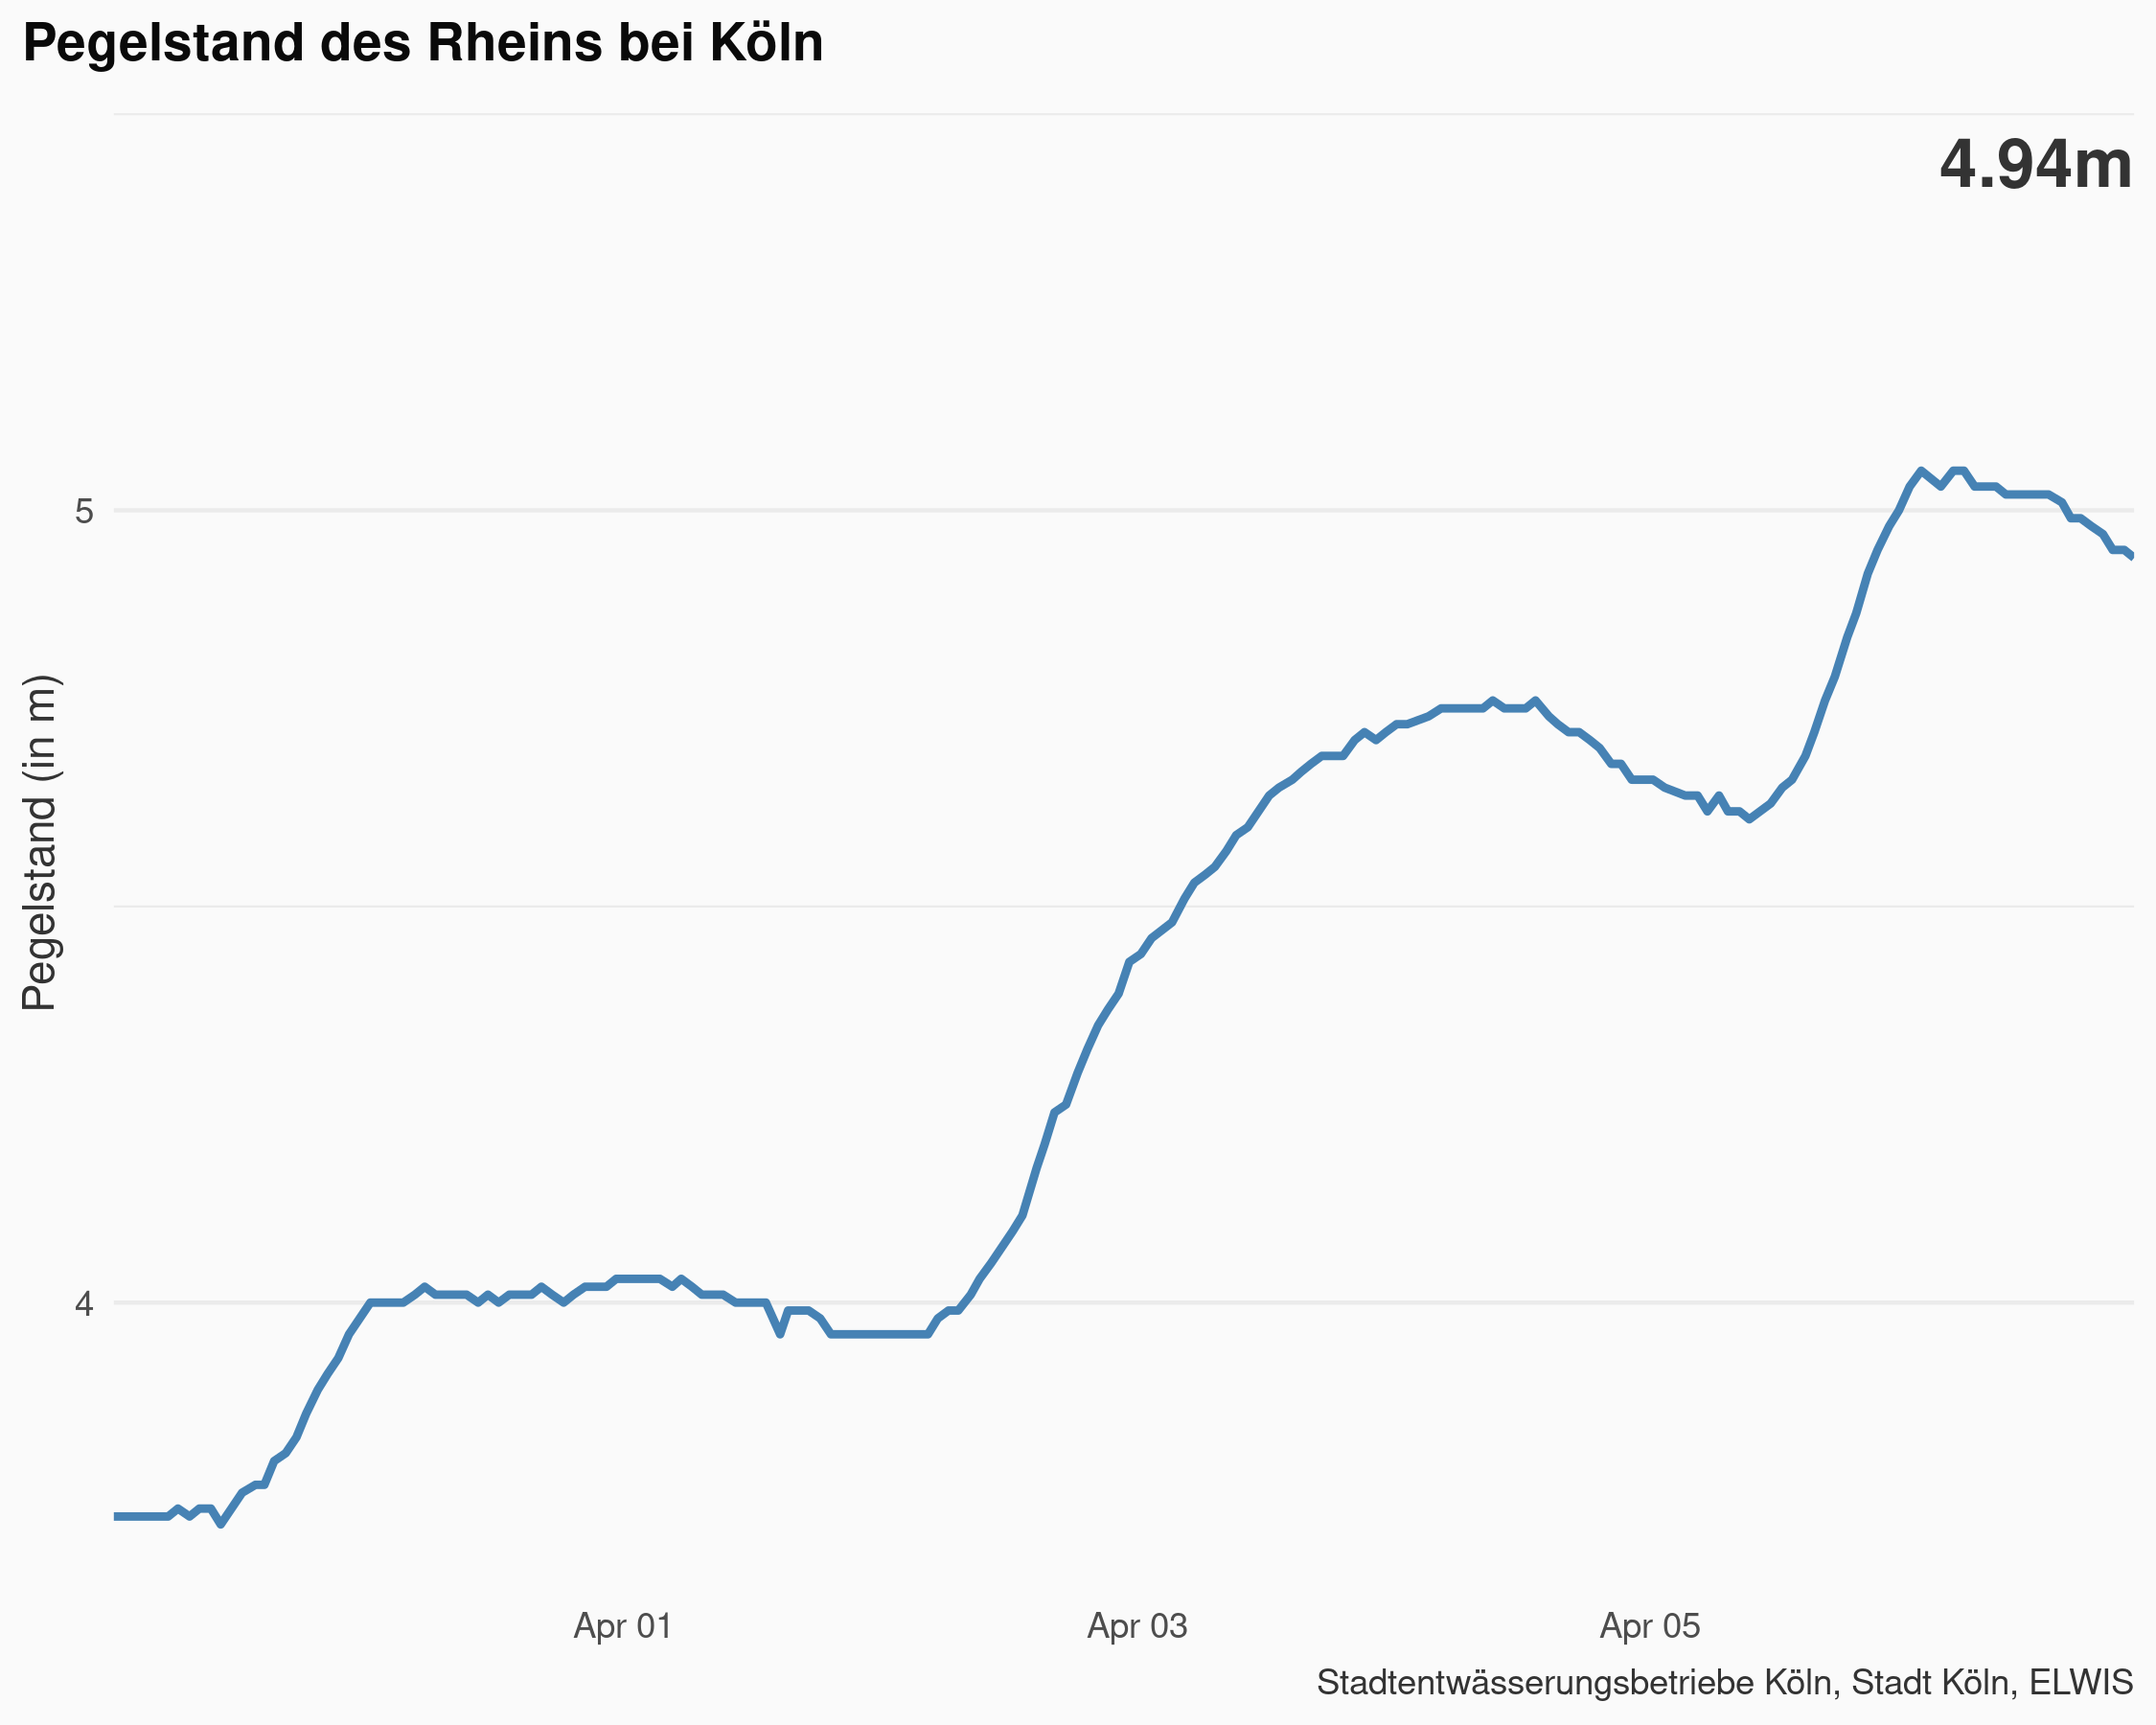 Pegelstand des Rheins bei Köln
4.94m
5
Pegelstand (in m)
4
Apr 01
Apr 03
Apr 05
Stadtentwässerungsbetriebe Köln, Stadt Köln, ELWIS